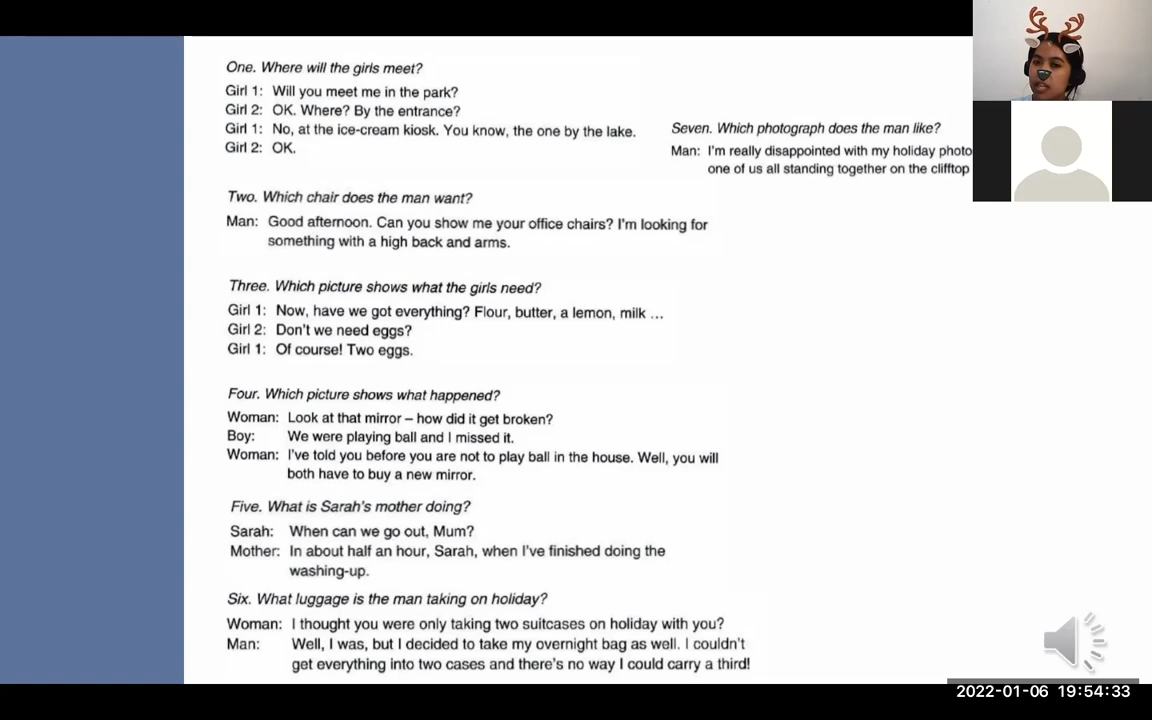 One. Where will the girls meet?
Girl 1: Will you meet me in the park?
Girl 2: OK. Where? By the entrance?
Girl 1: No, at the ice-cream kiosk. You know, the one by the lake.
Girl 2: OK.
Two. Which chair does the man want?
Man: Good afternoon. Can you show me your office chairs? I'm looking for
something with a high back and arms.
Three. Which picture shows what the girls need?
Girl 1: Now, have we got everything? Flour, butter, a lemon, milk ...
Girl 2: Don't we need eggs?
Girl 1: Of course! Two eggs.
Four. Which picture shows what happened?
Woman: Look at that mirror – how did it get broken?
Boy: We were playing ball and I missed it.
Woman: I've told you before you are not to play ball in the house. Well, you will
both have to buy a new mirror.
Five. What is Sarah's mother doing?
Sarah: When can we go out, Mum?
Mother: In about half an hour, Sarah, when I've finished doing the
washing-up.
Six. What luggage is the man taking on holiday?
Woman: I thought you were only taking two suitcases on holiday with you?
Man: Well, I was, but I decided to take my overnight bag as well. I couldn't
get everything into two cases and there's no way I could carry a third!
Seven. Which photograph does the man like?
Man: I'm really disappointed with my holiday photo
one of us all standing together on the clifftop
2022-01-06 19:54:33